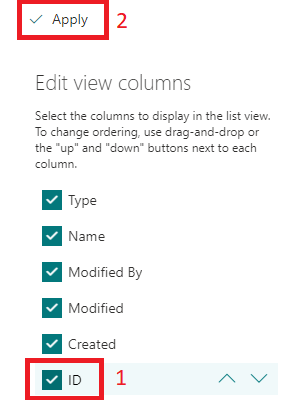 Apply 2
Edit view columns
Select the columns to display in the list view.
To change ordering, use drag-and-drop or
the "up" and "down" buttons next to each
column.
Type
Name
Modified By
Modified
Created
ID 1